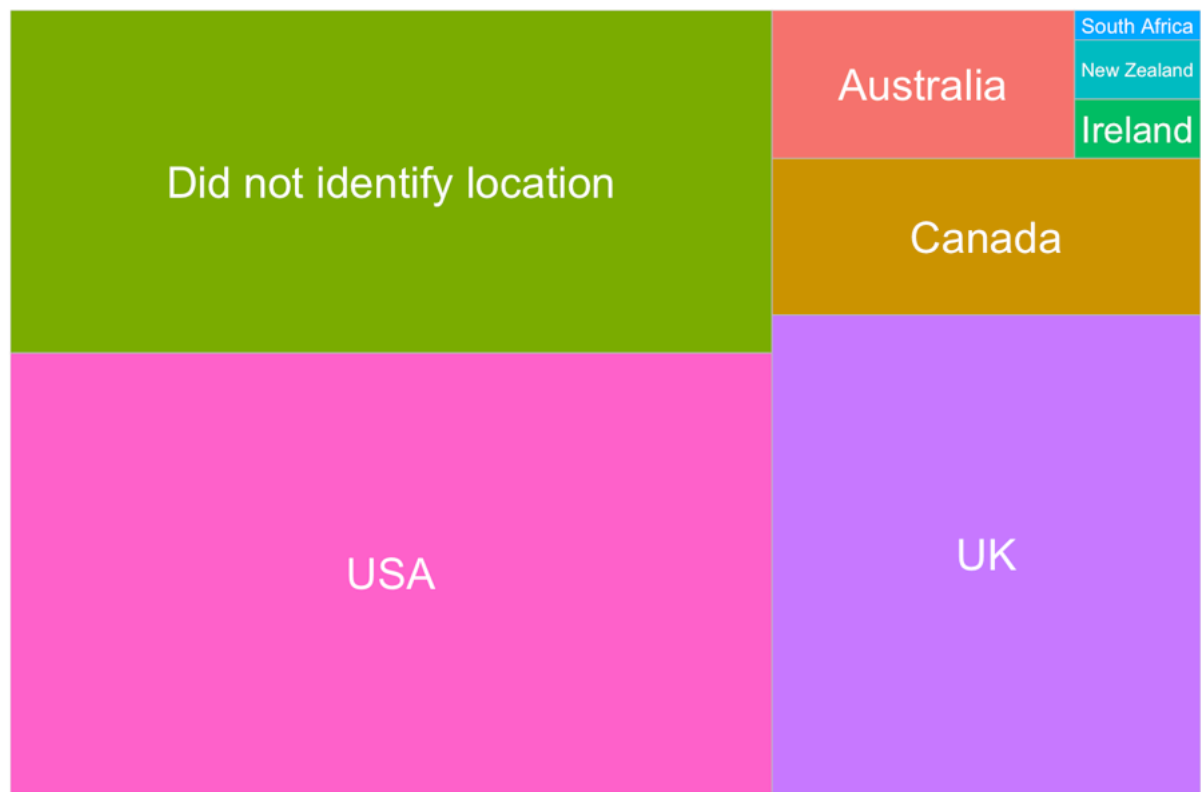 Did not identify location
USA
Australia
South Africa
New Zealand
Ireland
Canada
UK